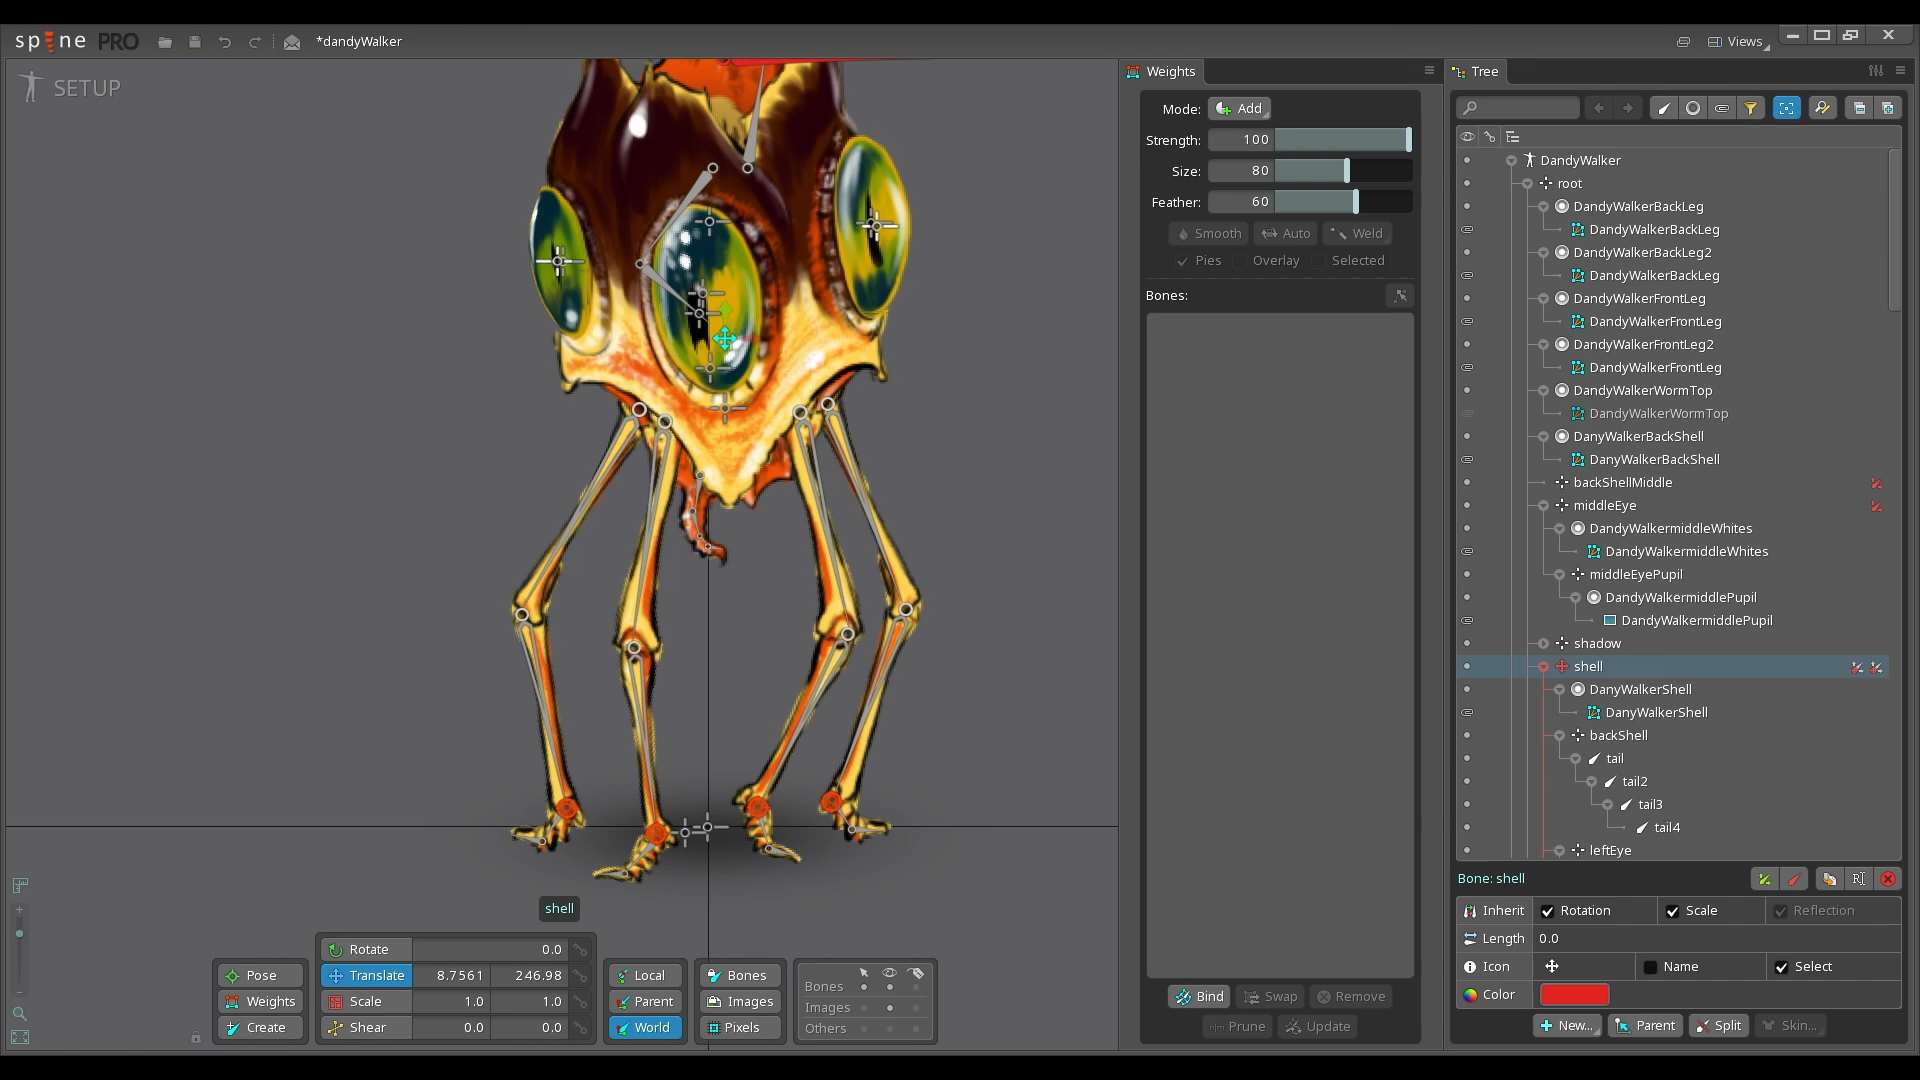 spine PRO
*dandyWalker
Views
SETUP
shell
Rotate 0.0
Pose
Translate 8.7561 246.98
Local
Bones
Weights
Scale 1.0 1.0
Parent
Images
Create
Shear 0.0 0.0
World
Pixels
Bones
Images
Others
Weights
Mode: Add
Strength: 100
Size: 80
Feather: 60
Smooth Auto Weld
Pies Overlay Selected
Bones:
Bind Swap Remove
Prune Update
Tree
DandyWalker
root
DandyWalkerBackLeg
DandyWalkerBackLeg
DandyWalkerBackLeg2
DandyWalkerBackLeg
DandyWalkerFrontLeg
DandyWalkerFrontLeg
DandyWalkerFrontLeg2
DandyWalkerFrontLeg
DandyWalkerWormTop
DandyWalkerWormTop
DanyWalkerBackShell
DanyWalkerBackShell
backShellMiddle
middleEye
DandyWalkermiddleWhites
DandyWalkermiddleWhites
middleEyePupil
DandyWalkermiddlePupil
DandyWalkermiddlePupil
shadow
shell
DanyWalkerShell
DanyWalkerShell
backShell
tail
tail2
tail3
tail4
leftEye
Bone: shell
Inherit Rotation Scale Reflection
Length 0.0
Icon Name Select
Color
New... Parent Split Skin...